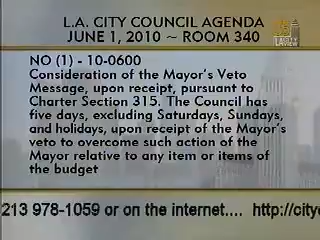 L.A. CITY COUNCIL AGENDA
JUNE 1, 2010 ~ ROOM 340
NO (1) - 10-0600
Consideration of the Mayor's Veto
Message, upon receipt, pursuant to
Charter Section 315. The Council has
five days, excluding Saturdays, Sundays,
and holidays, upon receipt of the Mayor's
veto to overcome such action of the
Mayor relative to any item or items of
the budget
213 978-1059 or on the internet.... http://city